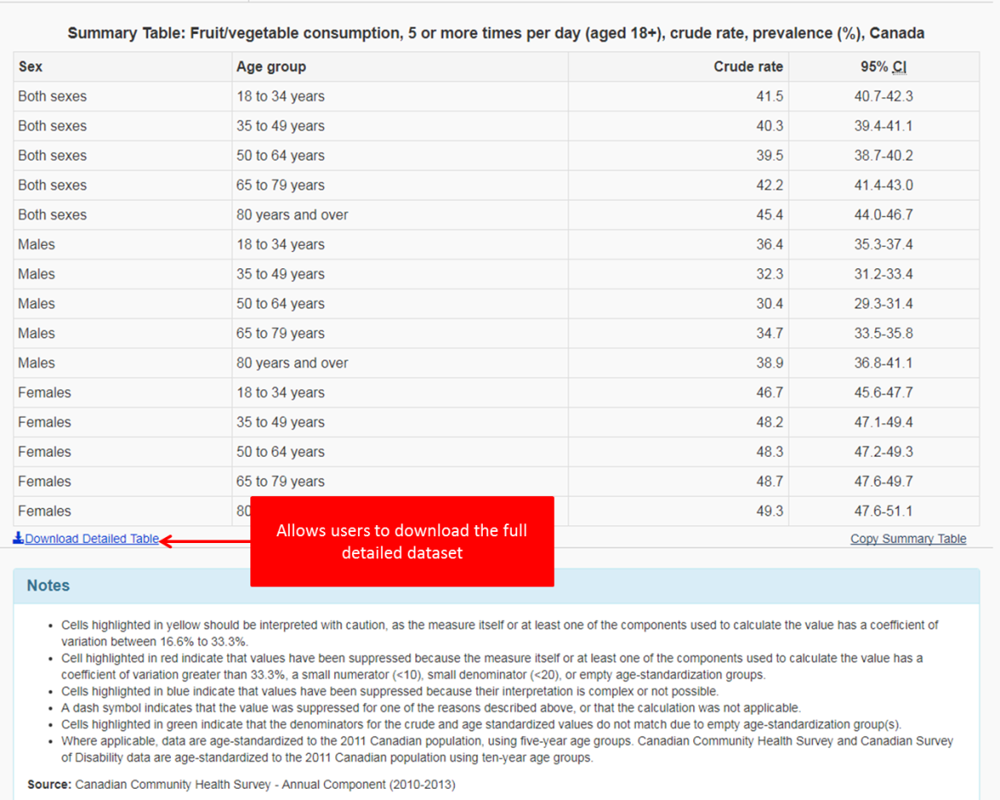 Summary Table: Fruit/vegetable consumption, 5 or more times per day (aged 18+), crude rate, prevalence (%), Canada
Sex Age group Crude rate 95% CI
Both sexes 18 to 34 years 41.5 40.7-42.3
Both sexes 35 to 49 years 40.3 39.4-41.1
Both sexes 50 to 64 years 39.5 38.7-40.2
Both sexes 65 to 79 years 42.2 41.4-43.0
Both sexes 80 years and over 45.4 44.0-46.7
Males 18 to 34 years 36.4 35.3-37.4
Males 35 to 49 years 32.3 31.2-33.4
Males 50 to 64 years 30.4 29.3-31.4
Males 65 to 79 years 34.7 33.5-35.8
Males 80 years and over 38.9 36.8-41.1
Females 18 to 34 years 46.7 45.6-47.7
Females 35 to 49 years 48.2 47.1-49.4
Females 50 to 64 years 48.3 47.2-49.3
Females 65 to 79 years 48.7 47.6-49.7
Females 80 49.3 47.6-51.1
Allows users to download the full
detailed dataset
Download Detailed Table Copy Summary Table
Notes
• Cells highlighted in yellow should be interpreted with caution, as the measure itself or at least one of the components used to calculate the value has a coefficient of
variation between 16.6% to 33.3%.
• Cell highlighted in red indicate that values have been suppressed because the measure itself or at least one of the components used to calculate the value has a
coefficient of variation greater than 33.3%, a small numerator (<10), small denominator (<20), or empty age-standardization groups.
• Cells highlighted in blue indicate that values have been suppressed because their interpretation is complex or not possible.
• A dash symbol indicates that the value was suppressed for one of the reasons described above, or that the calculation was not applicable.
• Cells highlighted in green indicate that the denominators for the crude and age standardized values do not match due to empty age-standardization group(s).
• Where applicable, data are age-standardized to the 2011 Canadian population, using five-year age groups. Canadian Community Health Survey and Canadian Survey
of Disability data are age-standardized to the 2011 Canadian population using ten-year age groups.
Source: Canadian Community Health Survey - Annual Component (2010-2013)